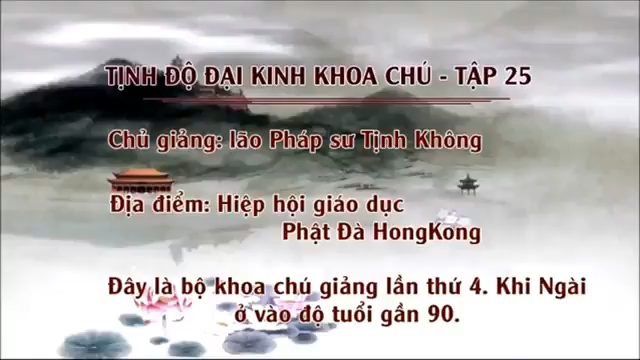 TỊNH ĐỘ ĐẠI KINH KHOA CHÚ - TẬP 25
Chủ giảng: lão Pháp sư Tịnh Không
Địa điểm: Hiệp hội giáo dục
Phật Đà HongKong
Đây là bộ khoa chú giảng lần thứ 4. Khi Ngài
ở vào độ tuổi gần 90.